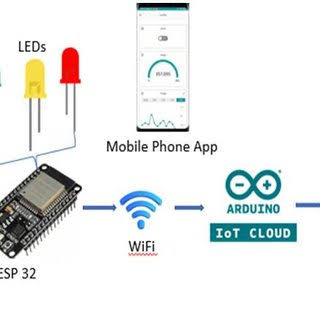 LEDs
Mobile Phone App
ESP 32
WiFi
ARDUINO
IoT CLOUD